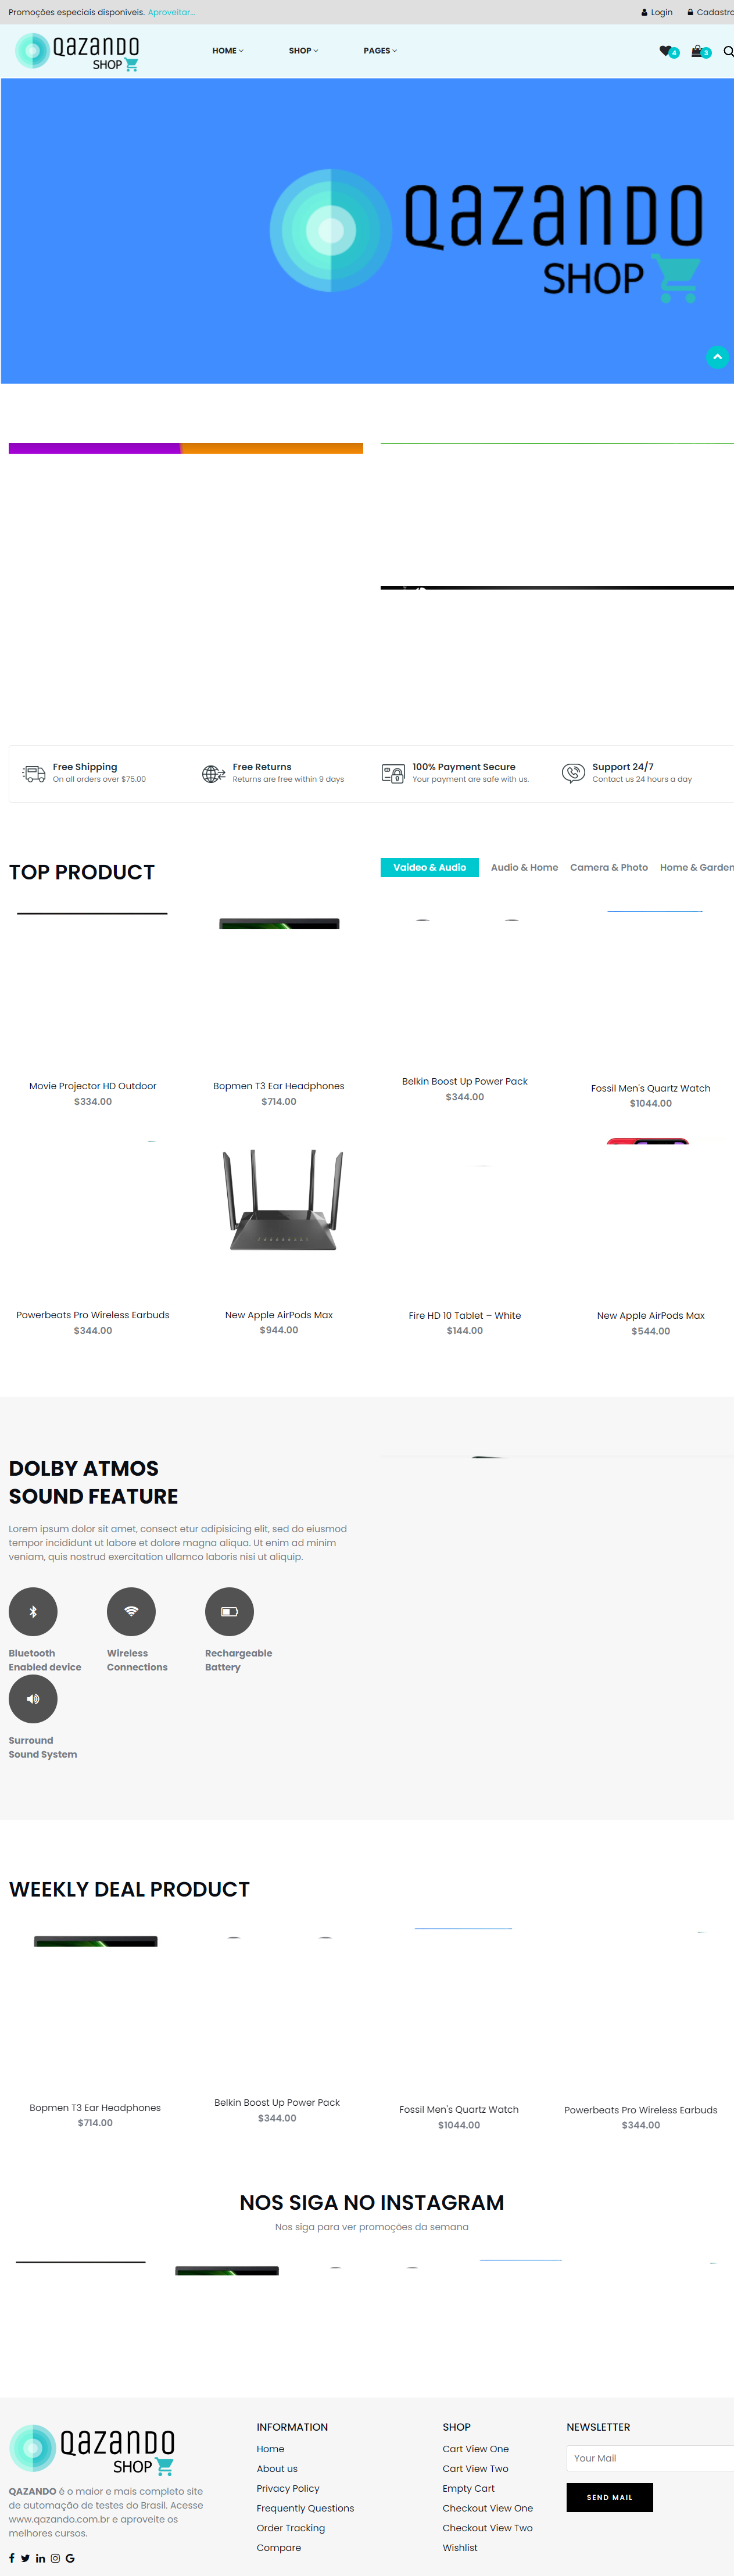 Promoções especiais disponíveis. Aproveitar...
Login
Cadastro
QAZANDO
SHOP
HOME
SHOP
PAGES
4
3
QAZANDO
SHOP
Free Shipping
On all orders over $75.00
Free Returns
Returns are free within 9 days
100% Payment Secure
Your payment are safe with us.
Support 24/7
Contact us 24 hours a day
TOP PRODUCT
Vaideo & Audio
Audio & Home
Camera & Photo
Home & Garden
Movie Projector HD Outdoor
$334.00
Bopmen T3 Ear Headphones
$714.00
Belkin Boost Up Power Pack
$344.00
Fossil Men's Quartz Watch
$1044.00
Powerbeats Pro Wireless Earbuds
$344.00
New Apple AirPods Max
$944.00
Fire HD 10 Tablet – White
$144.00
New Apple AirPods Max
$544.00
DOLBY ATMOS
SOUND FEATURE
Lorem ipsum dolor sit amet, consect etur adipisicing elit, sed do eiusmod
tempor incididunt ut labore et dolore magna aliqua. Ut enim ad minim
veniam, quis nostrud exercitation ullamco laboris nisi ut aliquip.
Bluetooth
Enabled device
Wireless
Connections
Rechargeable
Battery
Surround
Sound System
WEEKLY DEAL PRODUCT
Bopmen T3 Ear Headphones
$714.00
Belkin Boost Up Power Pack
$344.00
Fossil Men's Quartz Watch
$1044.00
Powerbeats Pro Wireless Earbuds
$344.00
NOS SIGA NO INSTAGRAM
Nos siga para ver promoções da semana
QAZANDO
SHOP
QAZANDO é o maior e mais completo site
de automação de testes do Brasil. Acesse
www.qazando.com.br e aproveite os
melhores cursos.
INFORMATION
Home
About us
Privacy Policy
Frequently Questions
Order Tracking
Compare
SHOP
Cart View One
Cart View Two
Empty Cart
Checkout View One
Checkout View Two
Wishlist
NEWSLETTER
Your Mail
SEND MAIL